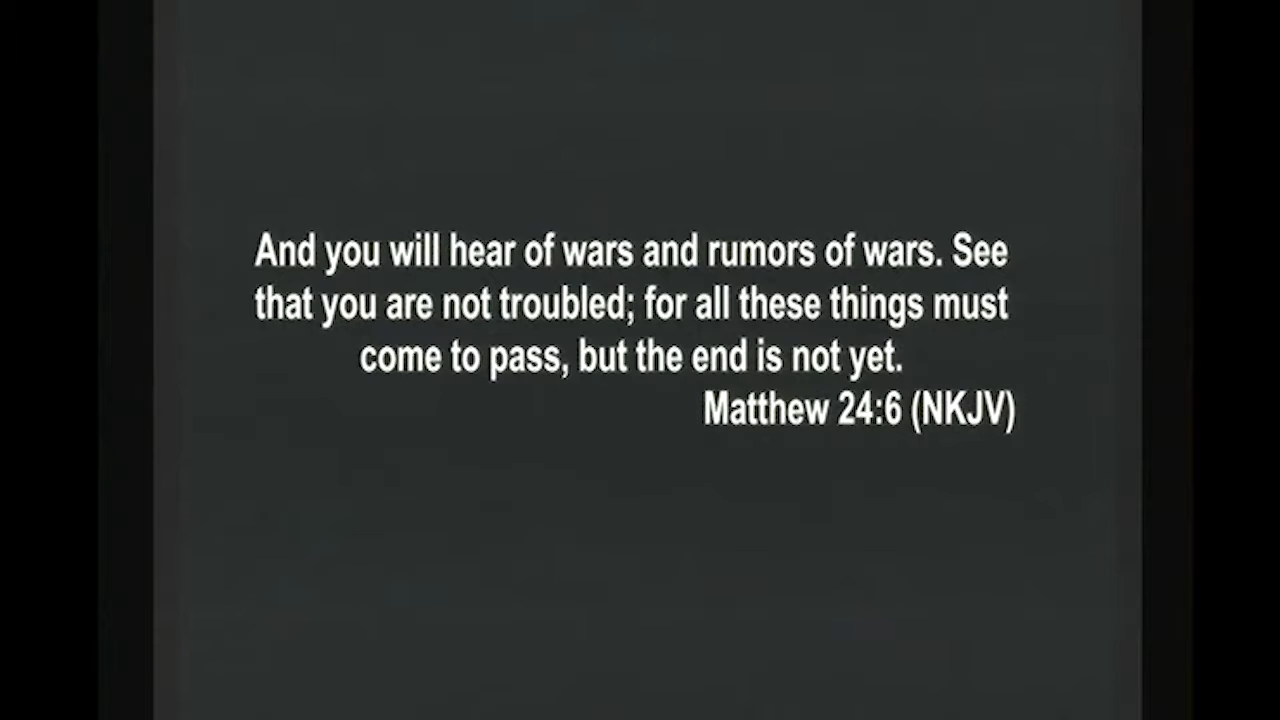 And you will hear of wars and rumors of wars. See
that you are not troubled; for all these things must
come to pass, but the end is not yet.
Matthew 24:6 (NKJV)